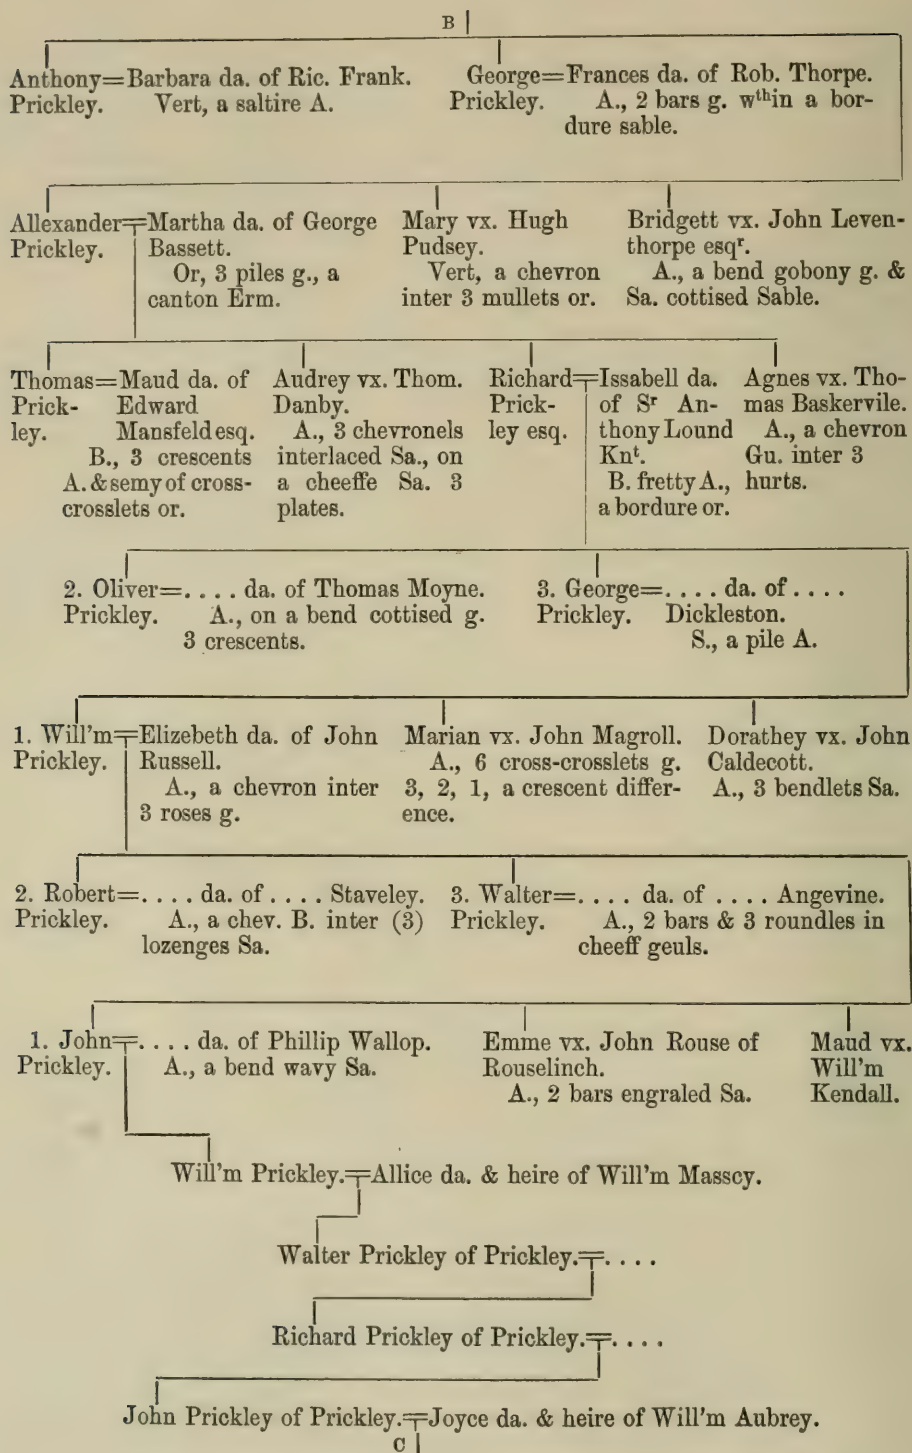 B
Anthony=Barbara da. of Ric. Frank.
Prickley. Vert, a saltire A.
George=Frances da. of Rob. Thorpe.
Prickley. A., 2 bars g. wthin a bor-
dure sable.
Allexander=Martha da. of George
Prickley. Bassett.
Or, 3 piles g., a
canton Erm.
Mary vx. Hugh
Pudsey.
Vert, a chevron
inter 3 mullets or.
Bridgett vx. John Leven-
thorpe esqr.
A., a bend gobony g. &
Sa. cottised Sable.
Thomas=Maud da. of
Prick- Edward
ley. Mansfeld esq.
B., 3 crescents
A. & semy of cross-
crosslets or.
Audrey vx. Thom.
Danby.
A., 3 chevronels
interlaced Sa., on
a cheeffe Sa. 3
plates.
Richard=Issabell da.
Prick- of Sr An-
ley esq. thony Lound
Knt.
B. fretty A.,
a bordure or.
Agnes vx. Tho-
mas Baskervile.
A., a chevron
Gu. inter 3
hurts.
2. Oliver=. . . . da. of Thomas Moyne.
Prickley. A., on a bend cottised g.
3 crescents.
3. George=. . . . da. of . . . .
Prickley. Dickleston.
S., a pile A.
1. Will'm=Elizebeth da. of John
Prickley. Russell.
A., a chevron inter
3 roses g.
Marian vx. John Magroll.
A., 6 cross-crosslets g.
3, 2, 1, a crescent differ-
ence.
Dorathey vx. John
Caldecott.
A., 3 bendlets Sa.
2. Robert=. . . . da. of . . . . Staveley.
Prickley. A., a chev. B. inter (3)
lozenges Sa.
3. Walter=. . . . da. of . . . . Angevine.
Prickley. A., 2 bars & 3 roundles in
cheeff geuls.
1. John=. . . . da. of Phillip Wallop.
Prickley. A., a bend wavy Sa.
Emme vx. John Rouse of
Rouselinch.
A., 2 bars engraled Sa.
Maud vx.
Will'm
Kendall.
Will'm Prickley.=Allice da. & heire of Will'm Masscy.
Walter Prickley of Prickley.=. . . .
Richard Prickley of Prickley.=. . . .
John Prickley of Prickley.=Joyce da. & heire of Will'm Aubrey.
C